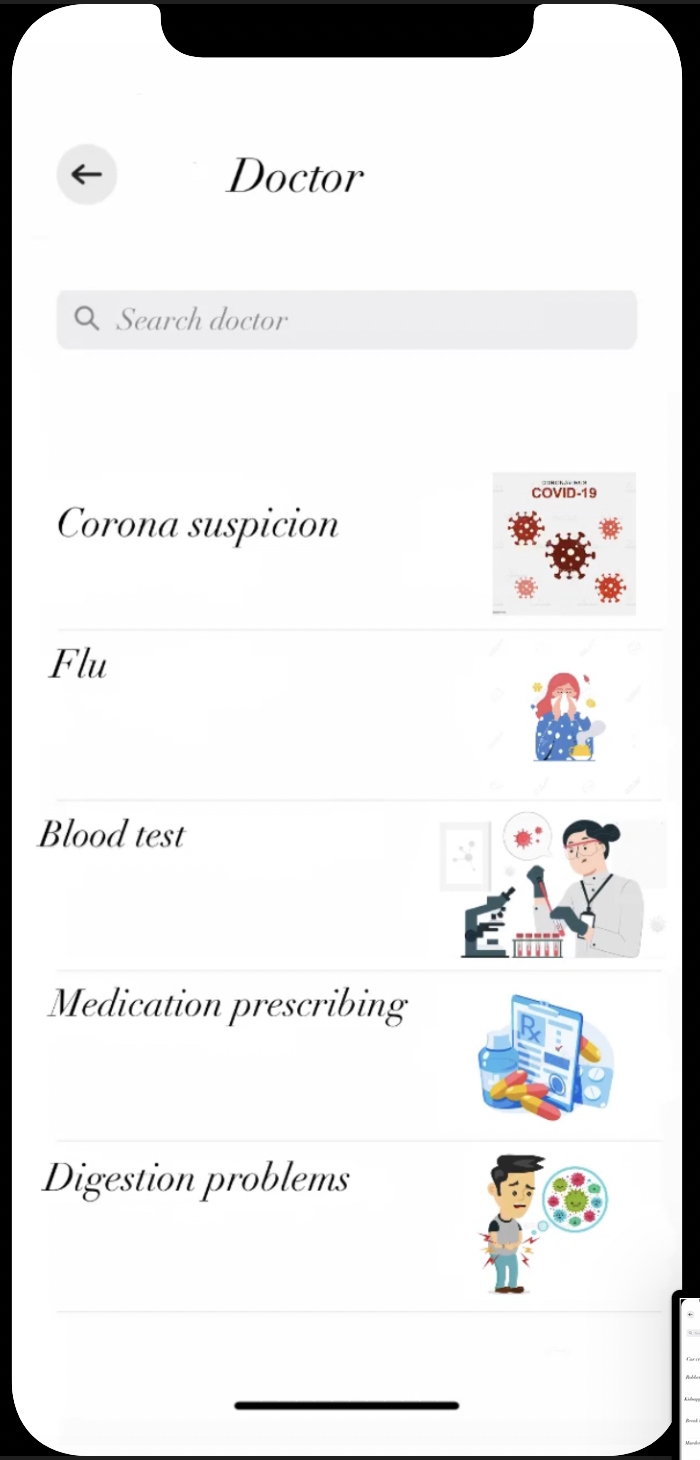 Doctor
Search doctor
Corona suspicion
CORONAVIRUS
COVID-19
Flu
Blood test
Medication prescribing
Rx
Digestion problems